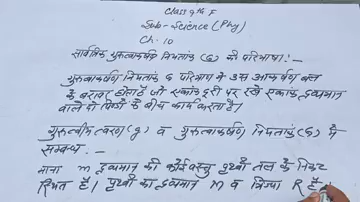 Class 9th F
Sub-Science (Phy)
Ch. 10
सार्वत्रिक गुरुत्वाकर्षण नियतांक (G) की परिभाषा :-
गुरुत्वाकर्षण नियतांक G परिमाण में उस आकर्षण बल
के बराबर होता है जो एकांक दूरी पर रखे एकांक द्रव्यमान
वाले दो पिंडों के बीच कार्य करता है।
गुरुत्वीय त्वरण (g) व गुरुत्वाकर्षण नियतांक (G) में
सम्बन्ध. -
माना m द्रव्यमान की कोई वस्तु पृथ्वी तल के निकट
स्थित है। पृथ्वी का द्रव्यमान M व त्रिज्या R है।